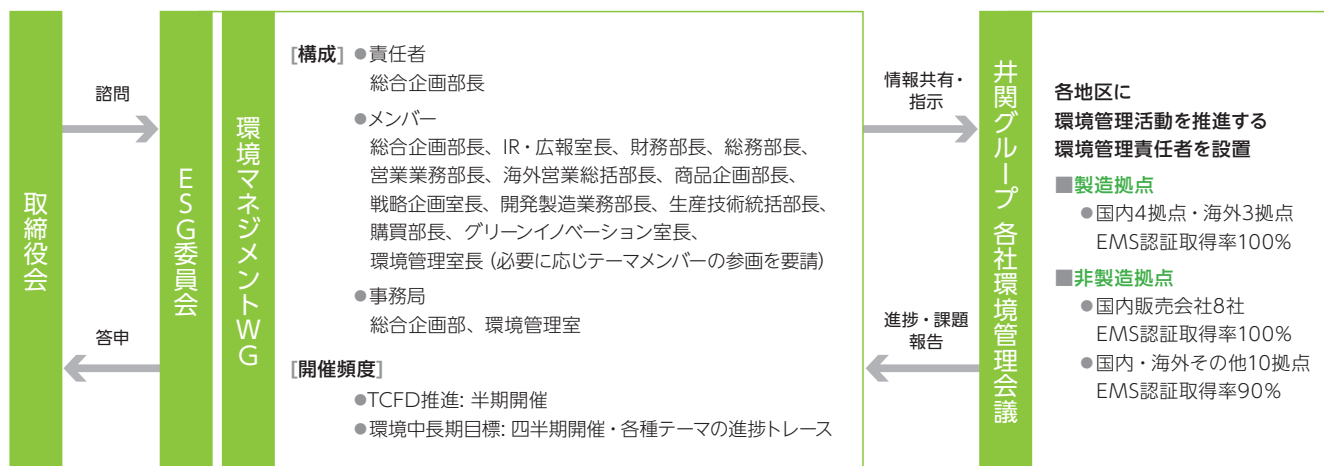 取締役会
諮問
答申
ESG委員会
環境マネジメントWG
[構成] ●責任者
総合企画部長
●メンバー
総合企画部長、IR・広報室長、財務部長、総務部長、
営業業務部長、海外営業総括部長、商品企画部長、
戦略企画室長、開発製造業務部長、生産技術統括部長、
購買部長、グリーンイノベーション室長、
環境管理室長 (必要に応じテーマメンバーの参画を要請)
●事務局
総合企画部、環境管理室
[開催頻度]
●TCFD推進: 半期開催
●環境中長期目標: 四半期開催・各種テーマの進捗トレース
情報共有・
指示
進捗・課題
報告
井関グループ 各社環境管理会議
各地区に
環境管理活動を推進する
環境管理責任者を設置
■製造拠点
●国内4拠点・海外3拠点
EMS認証取得率100%
■非製造拠点
●国内販売会社8社
EMS認証取得率100%
●国内・海外その他10拠点
EMS認証取得率90%